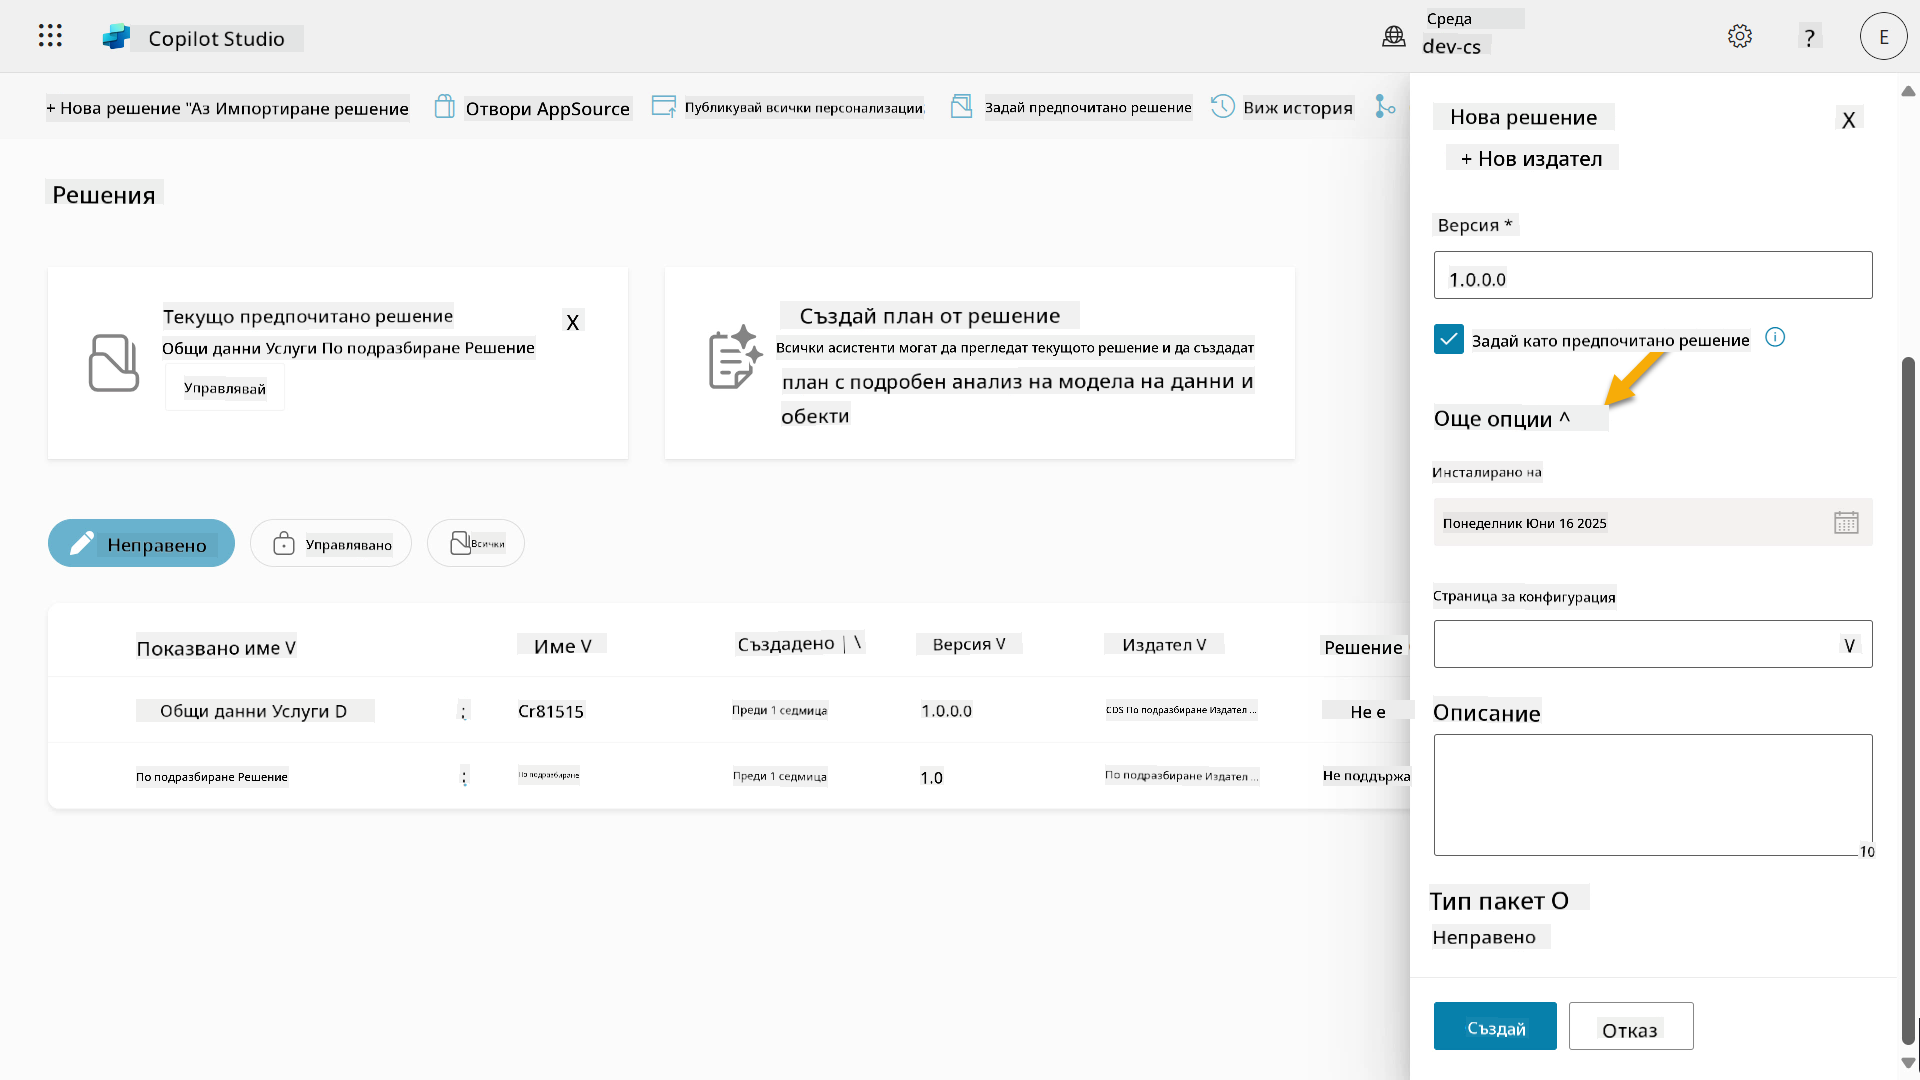 Copilot Studio
Среда
dev-cs
?
E
+ Нова решение "Аз Импортиране решение
Отвори AppSource
Публикувай всички персонализации
Задай предпочитано решение
Виж история
Решения
Текущо предпочитано решение
X
Общи данни Услуги По подразбиране Решение
Управлявай
Създай план от решение
Всички асистенти могат да прегледат текущото решение и да създадат
план с подробен анализ на модела на данни и
обекти
Неправено
Управлявано
Всички
Показвано име V
Име V
Създадено | \
Версия V
Издател V
Решение
Общи данни Услуги D
:
Cr81515
Преди 1 седмица
1.0.0.0
CDS По подразбиране Издател ...
Не е
По подразбиране Решение
:
По подразбиране
Преди 1 седмица
1.0
По подразбиране Издател ...
Не поддържа
Нова решение
X
+ Нов издател
Версия *
1.0.0.0
Задай като предпочитано решение
Още опции ^
Инсталирано на
Понеделник Юни 16 2025
Страница за конфигурация
V
Описание
10
Тип пакет O
Неправено
Създай
Отказ